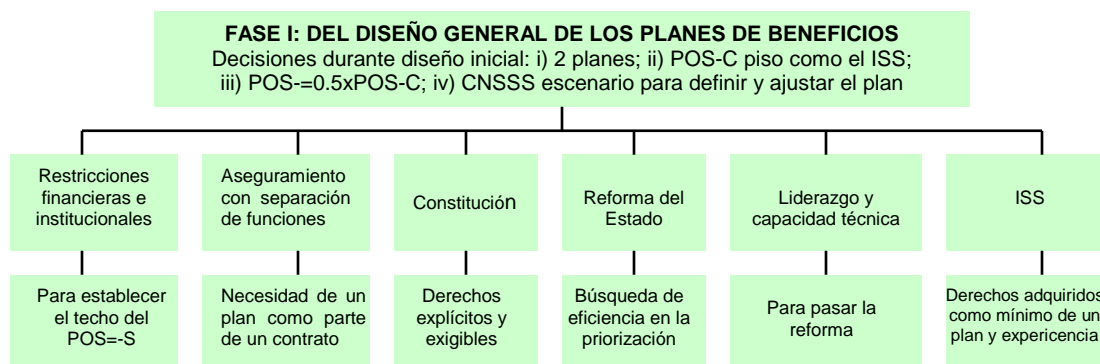 FASE I: DEL DISEÑO GENERAL DE LOS PLANES DE BENEFICIOS
Decisiones durante diseño inicial: i) 2 planes; ii) POS-C piso como el ISS;
iii) POS-=0.5xPOS-C; iv) CNSSS escenario para definir y ajustar el plan
Restricciones
financieras e
institucionales
Aseguramiento
con separación
de funciones
Constitución
Reforma del
Estado
Liderazgo y
capacidad técnica
ISS
Para establecer
el techo del
POS=-S
Necesidad de un
plan como parte
de un contrato
Derechos
explícitos y
exigibles
Búsqueda de
eficiencia en la
priorización
Para pasar la
reforma
Derechos adquiridos
como mínimo de un
plan y expericencia